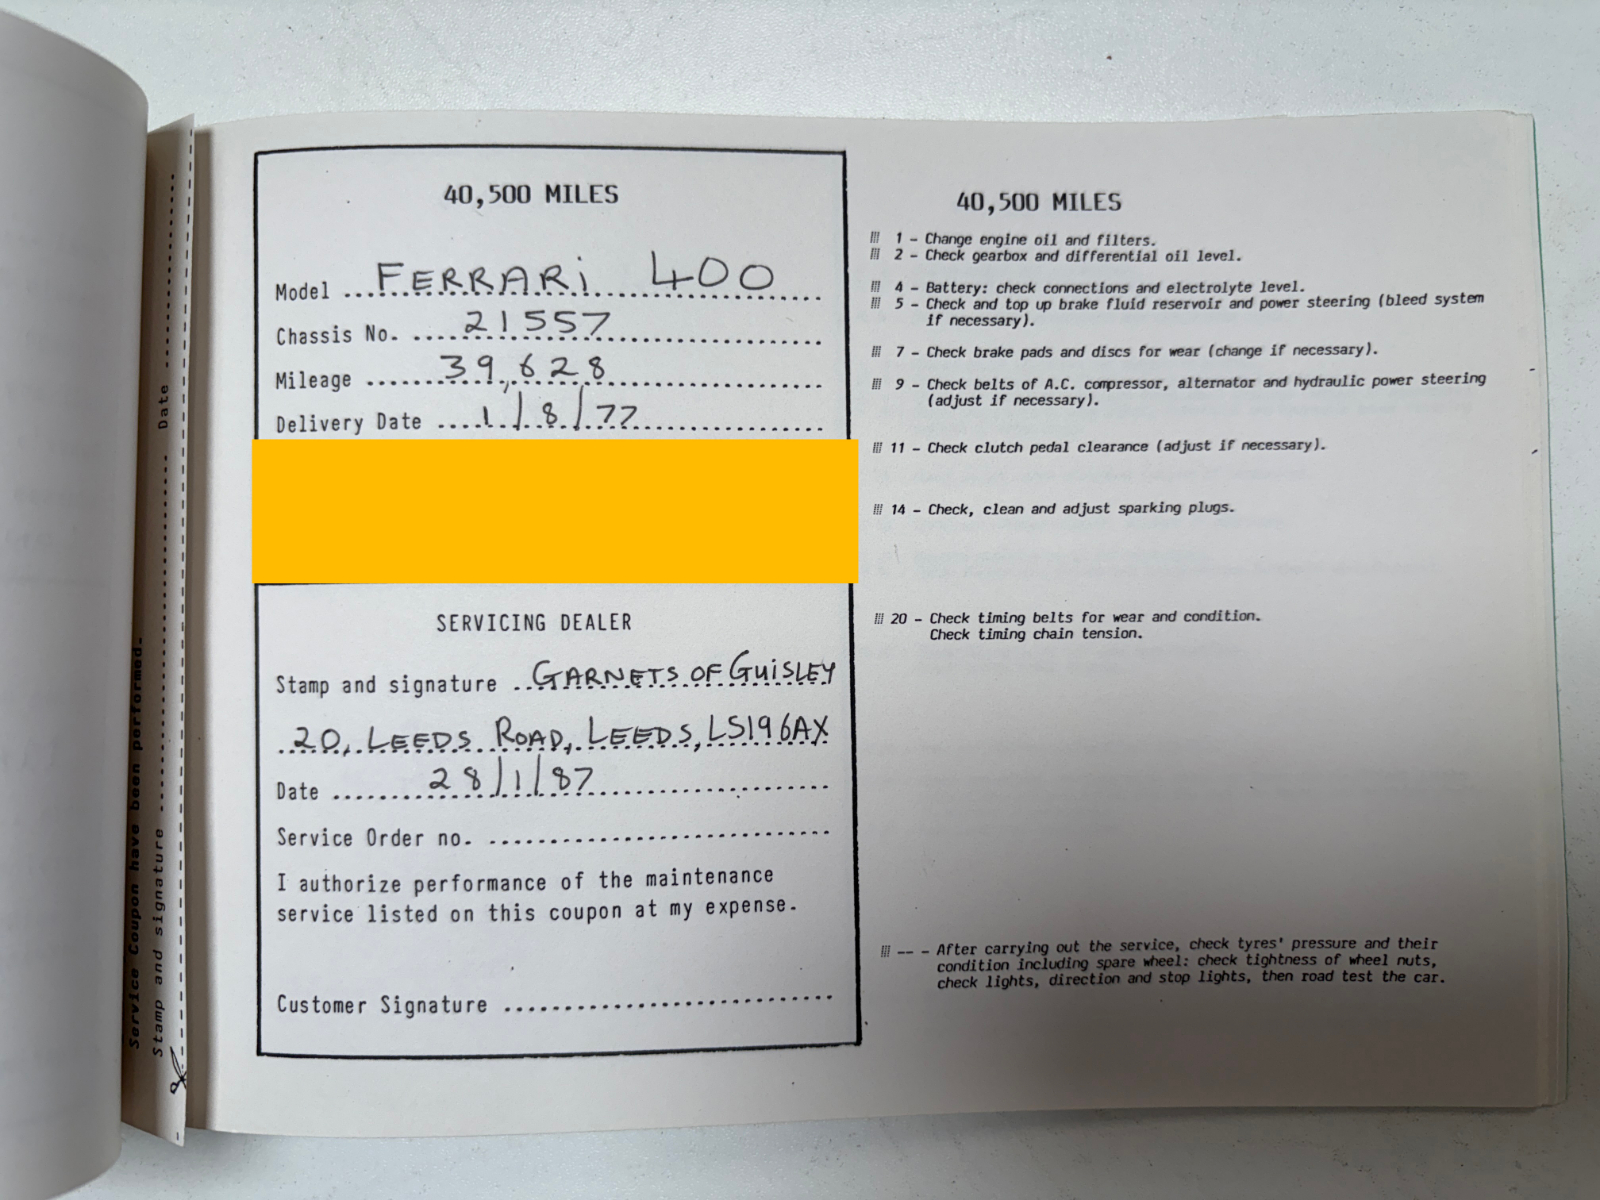 40,500 MILES
Model ...FERRARi 400
Chassis No. ....21557
Mileage ......39,628
Delivery Date ....1/8/77
SERVICING DEALER
Stamp and signature ..GARNETS OF GUiSLEY
20, LEEDS ROAD, LEEDS, LS19 6AX
Date .......28/1/87
Service Order no. ..............................
I authorize performance of the maintenance
service listed on this coupon at my expense.
Customer Signature .............................
40,500 MILES
1 - Change engine oil and filters.
2 - Check gearbox and differential oil level.
4 - Battery: check connections and electrolyte level.
5 - Check and top up brake fluid reservoir and power steering (bleed system
if necessary).
7 - Check brake pads and discs for wear (change if necessary).
9 - Check belts of A.C. compressor, alternator and hydraulic power steering
(adjust if necessary).
11 - Check clutch pedal clearance (adjust if necessary).
14 - Check, clean and adjust sparking plugs.
20 - Check timing belts for wear and condition.
Check timing chain tension.
-- - After carrying out the service, check tyres' pressure and their
condition including spare wheel: check tightness of wheel nuts,
check lights, direction and stop lights, then road test the car.
Service Coupon have been performed.
Stamp and signature .............................. Date ....................